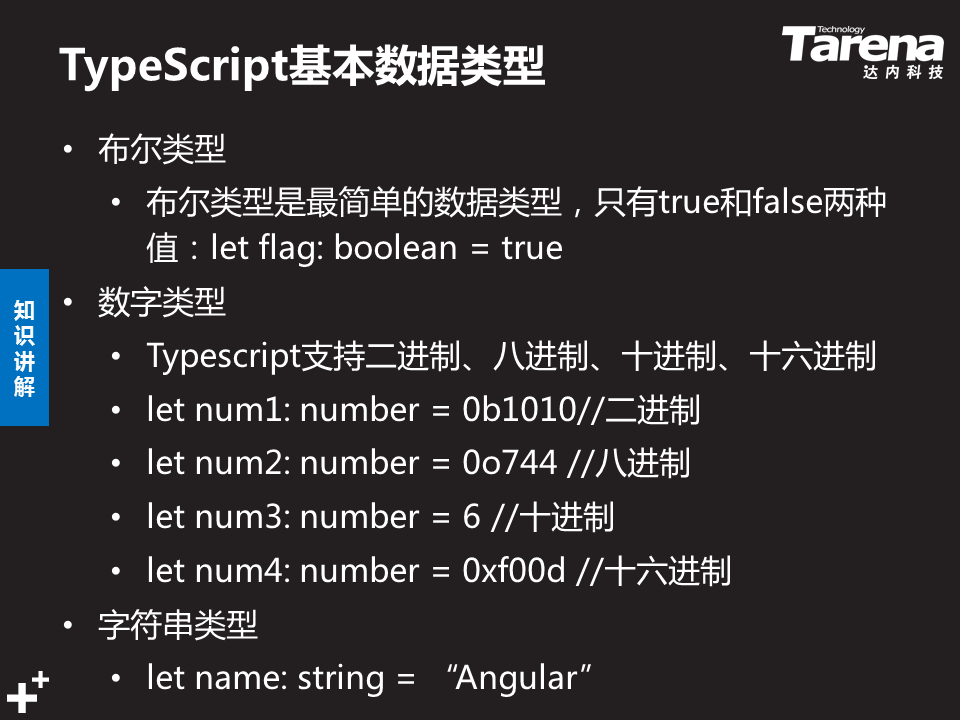 TypeScript基本数据类型
Technology
Tarena
达内科技
• 布尔类型
• 布尔类型是最简单的数据类型，只有true和false两种
值：let flag: boolean = true
• 数字类型
• Typescript支持二进制、八进制、十进制、十六进制
• let num1: number = 0b1010//二进制
• let num2: number = 0o744 //八进制
• let num3: number = 6 //十进制
• let num4: number = 0xf00d //十六进制
• 字符串类型
• let name: string = “Angular”
知
识
讲
解